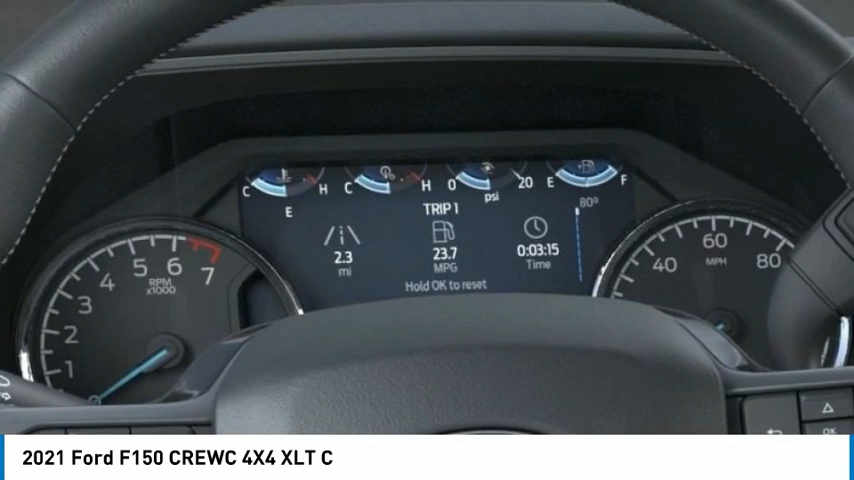 C H C H 0 20 E F
psi
E
TRIP 1
80°
2.3
mi
23.7
MPG
0:03:15
Time
Hold OK to reset
1 2 3 4 5 6 7
RPM
x1000
40 60 80
MPH
OK
2021 Ford F150 CREWC 4X4 XLT C